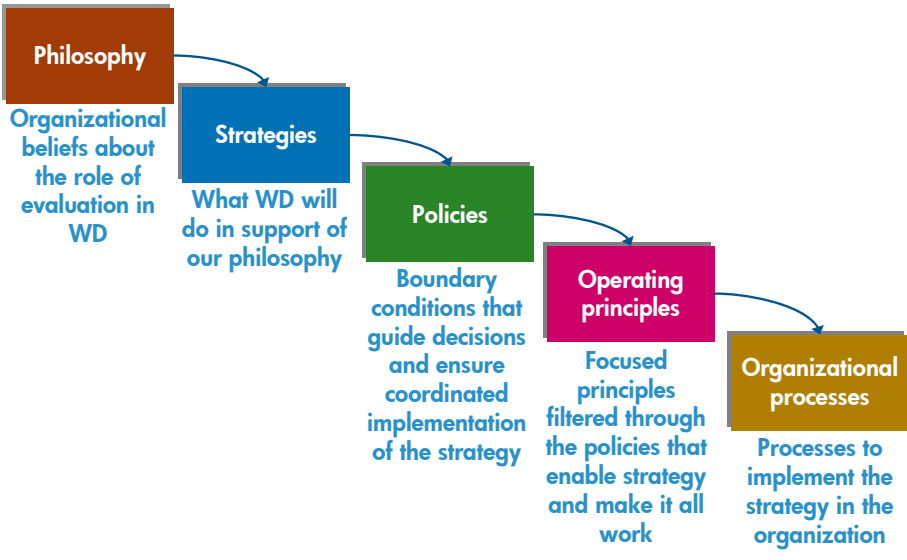 Philosophy
Organizational
beliefs about
the role of
evaluation in
WD
Strategies
What WD will
do in support of
our philosophy
Policies
Boundary
conditions that
guide decisions
and ensure
coordinated
implementation
of the strategy
Operating
principles
Focused
principles
filtered through
the policies that
enable strategy
and make it all
work
Organizational
processes
Processes to
implement the
strategy in the
organization